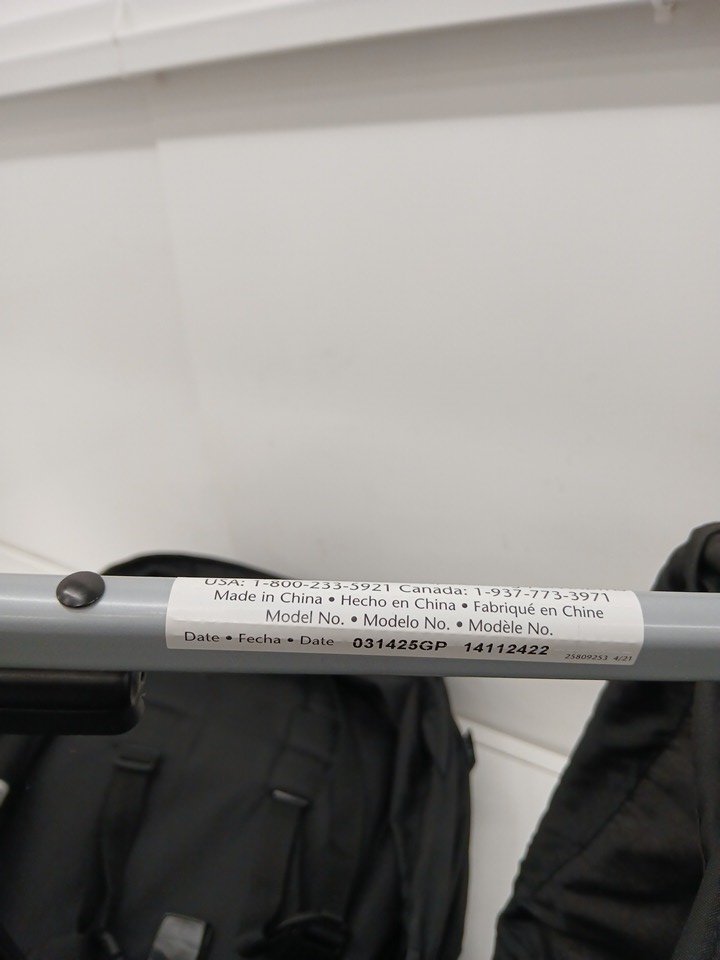 USA: 1-800-233-5921 Canada: 1-937-773-3971
Made in China • Hecho en China • Fabriqué en Chine
Model No. • Modelo No. • Modèle No.
Date • Fecha • Date 031425GP 14112422 25809253 4/21